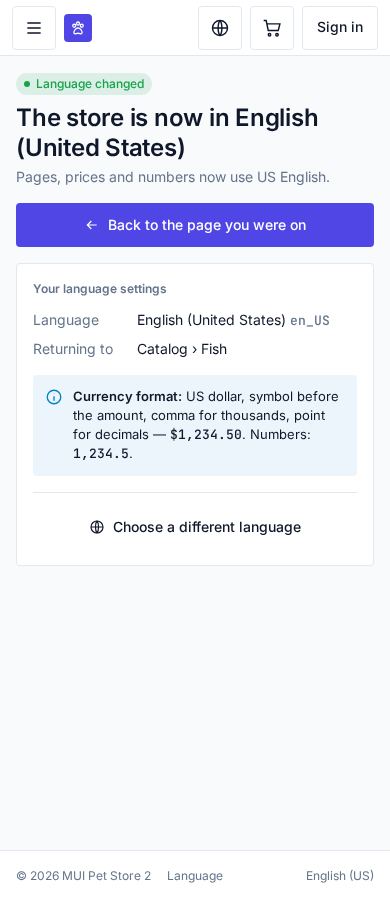 Sign in
Language changed
The store is now in English
(United States)
Pages, prices and numbers now use US English.
← Back to the page you were on
Your language settings
Language English (United States) en_US
Returning to Catalog › Fish
Currency format: US dollar, symbol before
the amount, comma for thousands, point
for decimals — $1,234.50. Numbers:
1,234.5.
Choose a different language
© 2026 MUI Pet Store 2 Language English (US)